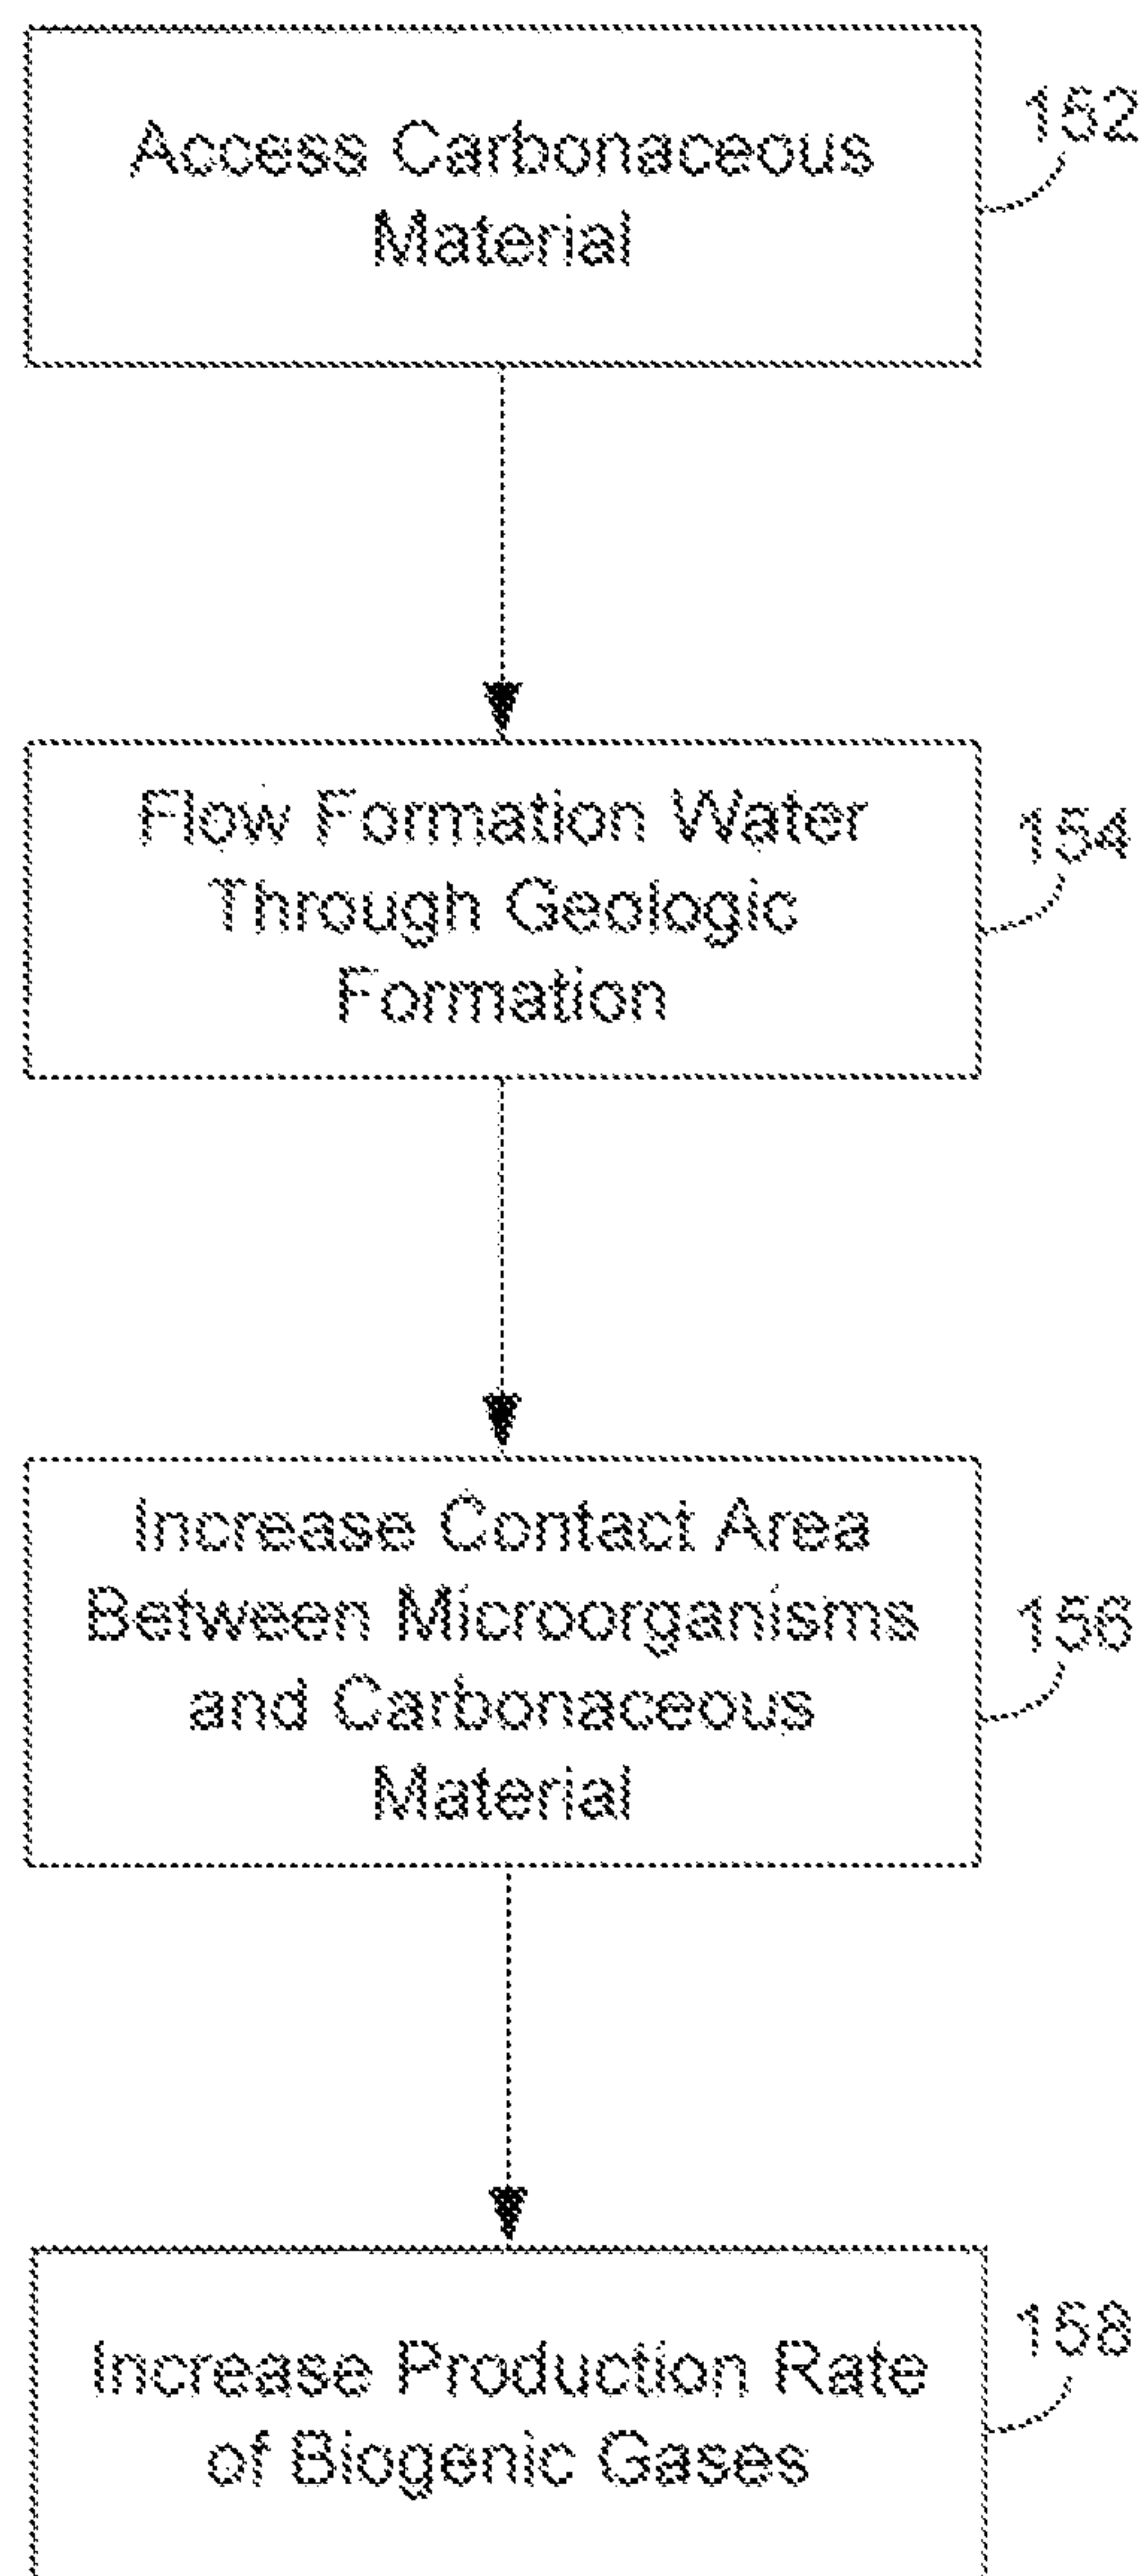 Access Carbonaceous
Material
152
Flow Formation Water
Through Geologic
Formation
154
Increase Contact Area
Between Microorganisms
and Carbonaceous
Material
156
Increase Production Rate
of Biogenic Gases
158